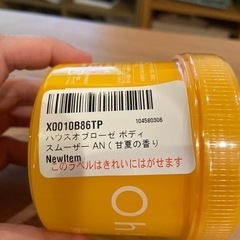 X0010B86TP
104580306
ハウスオブローゼ ボディ
スムーザー AN ( 甘夏の香り
NewItem
このラベルはきれいにはがせます
Oh